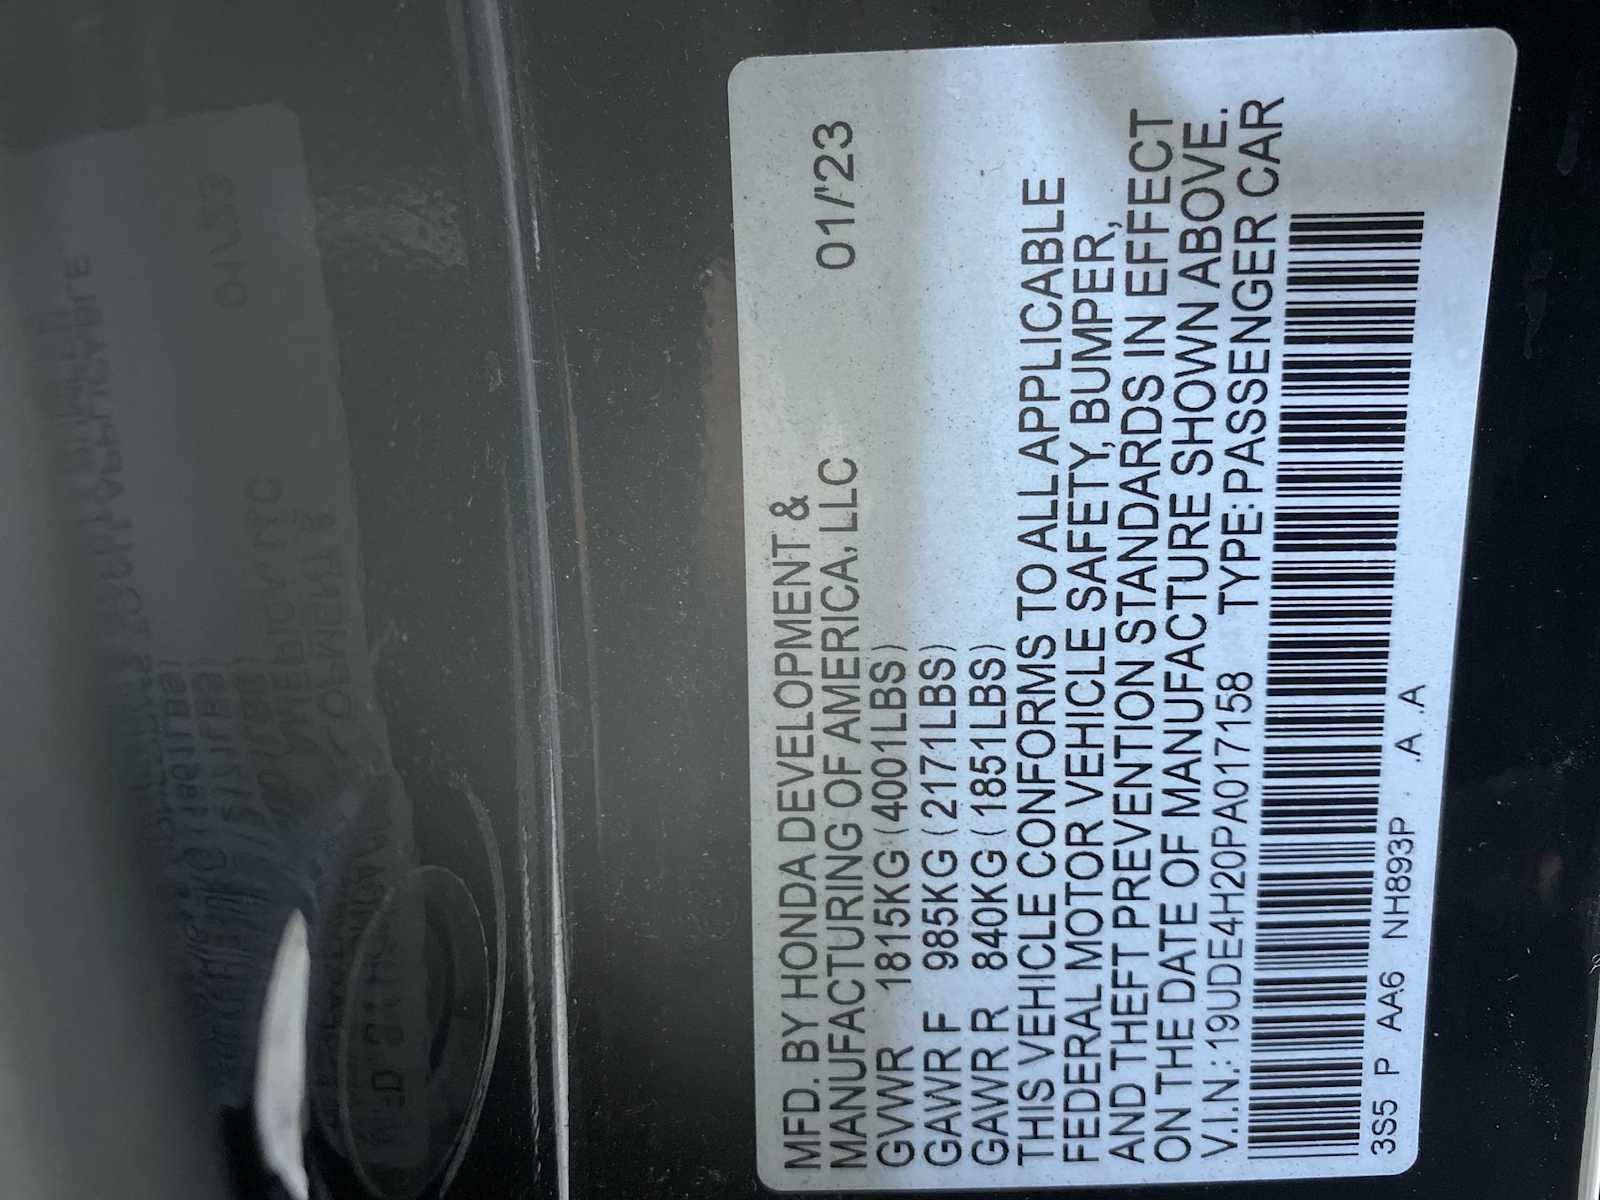 MFD. BY HONDA DEVELOPMENT &
MANUFACTURING OF AMERICA, LLC 01/'23
GVWR 1815KG (4001LBS)
GAWR F 985KG (2171LBS)
GAWR R 840KG (1851LBS)
THIS VEHICLE CONFORMS TO ALL APPLICABLE
FEDERAL MOTOR VEHICLE SAFETY, BUMPER,
AND THEFT PREVENTION STANDARDS IN EFFECT
ON THE DATE OF MANUFACTURE SHOWN ABOVE.
V.I.N.: 19UDE4H20PA017158 TYPE: PASSENGER CAR
3S5 P AA6 NH893P .A .A